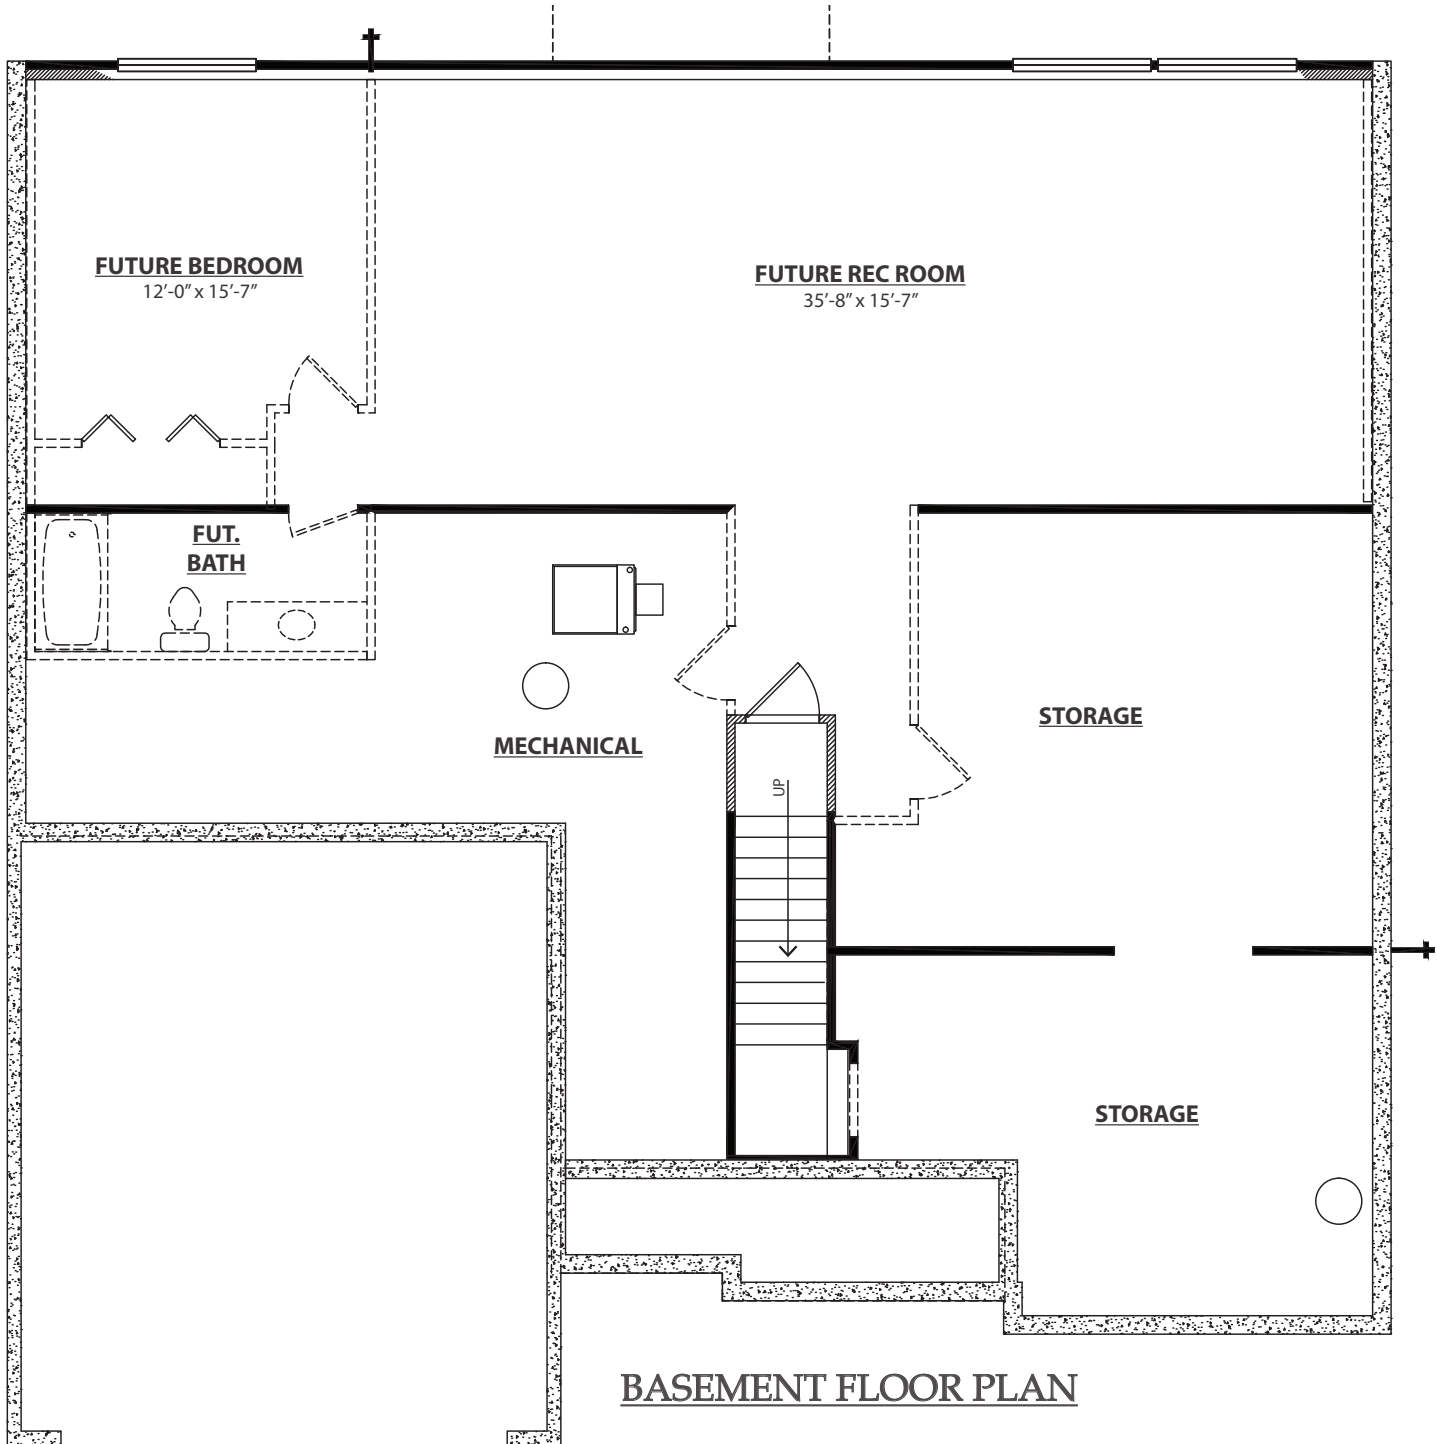 FUTURE BEDROOM
12’-0” x 15’-7”
FUTURE REC ROOM
35’-8” x 15’-7”
FUT.
BATH
MECHANICAL
STORAGE
UP
STORAGE
BASEMENT FLOOR PLAN